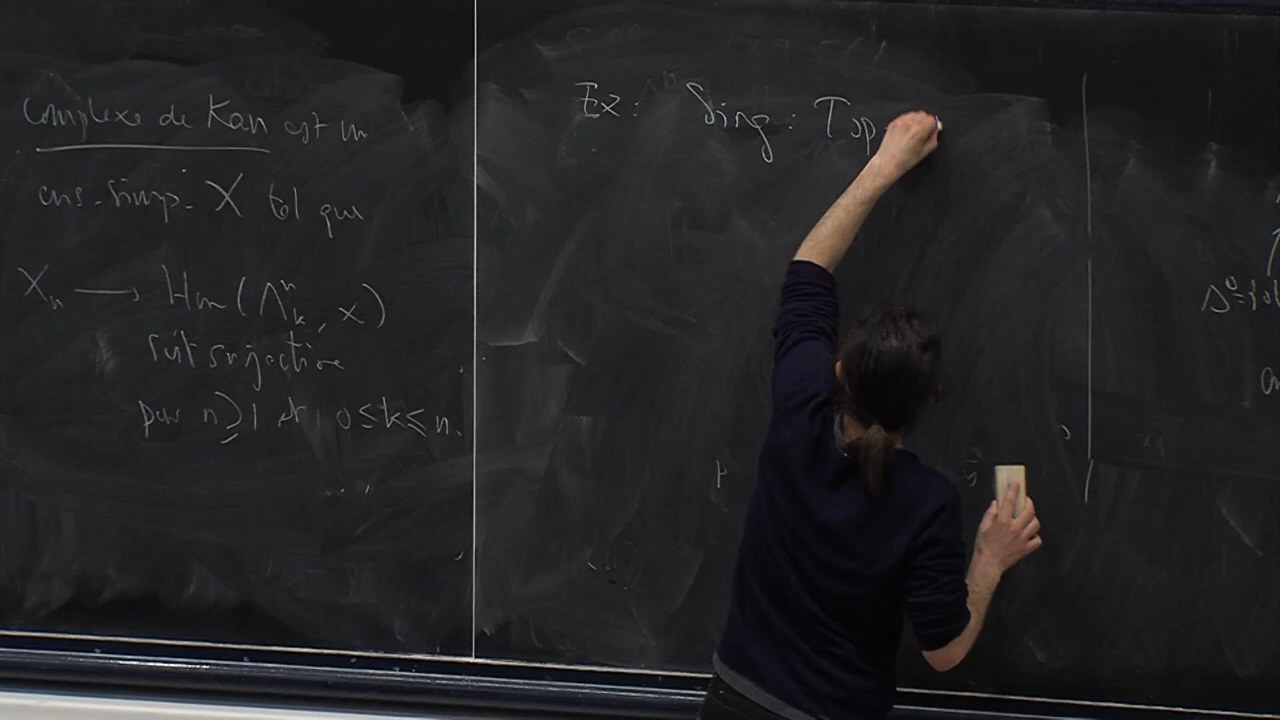 complexe de Kan est un
ens. simp. X tel que
Xₙ ⟶ Hom(Λⁿₖ, X)
soit surjective
pour n ≥ 1 et 0 ≤ k ≤ n.
Ex: Sing: Top